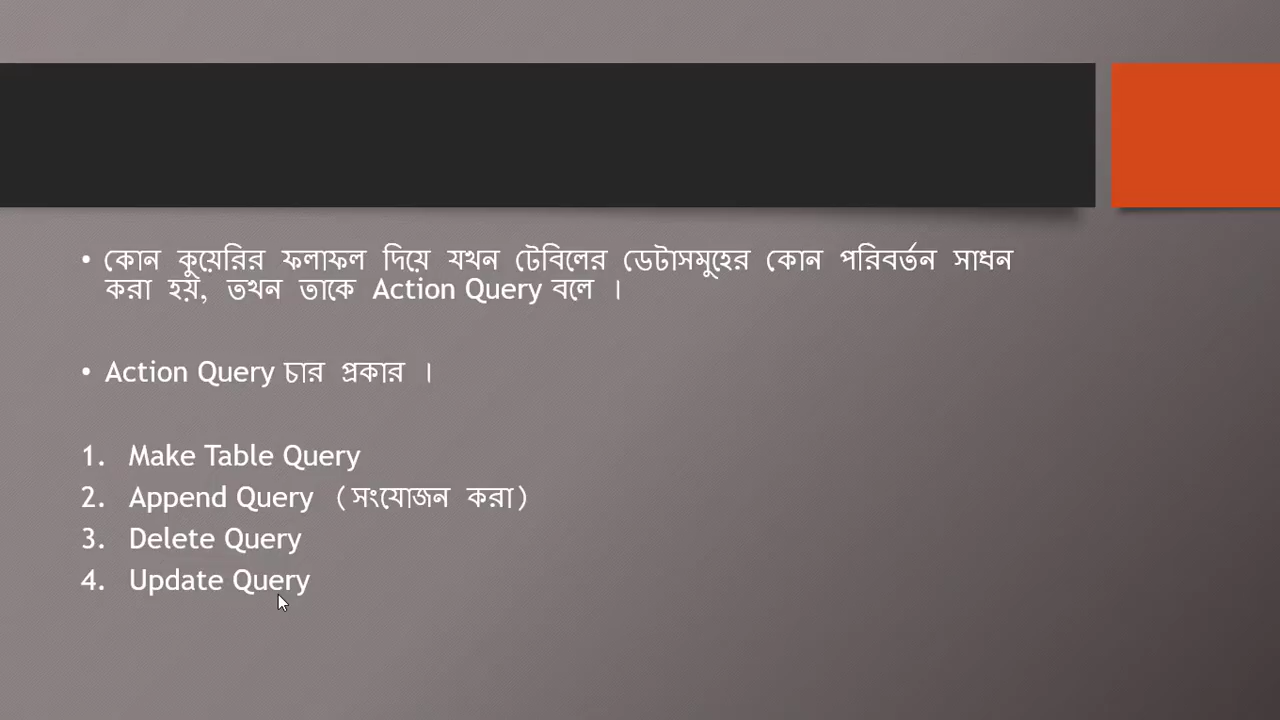 • কোন কুয়েরির ফলাফল দিয়ে যখন টেবিলের ডেটাসমুহের কোন পরিবর্তন সাধন
করা হয়, তখন তাকে Action Query বলে ।
• Action Query চার প্রকার ।
1. Make Table Query
2. Append Query (সংযোজন করা)
3. Delete Query
4. Update Query